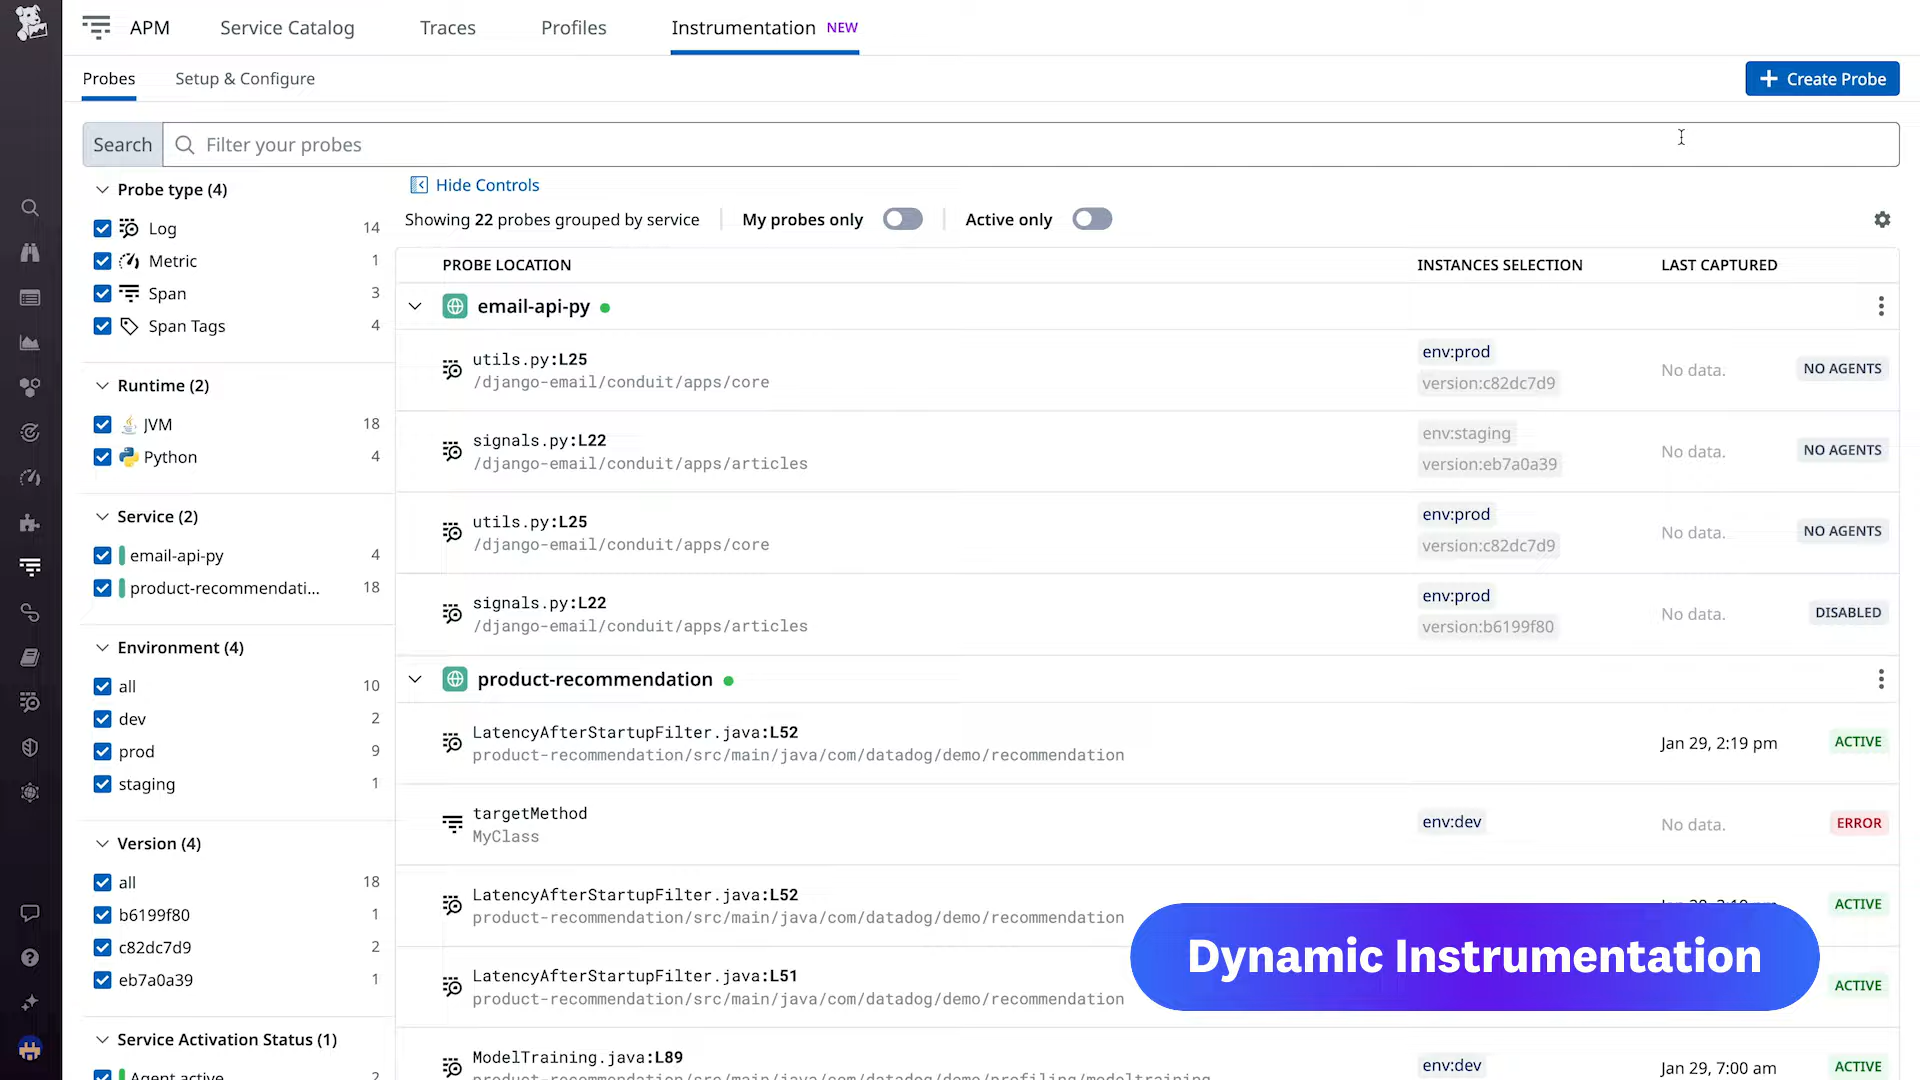 APM
Service Catalog
Traces
Profiles
Instrumentation NEW
Probes
Setup & Configure
Create Probe
Search
Filter your probes
Probe type (4)
Log 14
Metric 1
Span 3
Span Tags 4
Runtime (2)
JVM 18
Python 4
Service (2)
email-api-py 4
product-recommendati... 18
Environment (4)
all 10
dev 2
prod 9
staging 1
Version (4)
all 18
b6199f80 1
c82dc7d9 2
eb7a0a39 1
Service Activation Status (1)
Agent active 2
Hide Controls
Showing 22 probes grouped by service
My probes only
Active only
PROBE LOCATION INSTANCES SELECTION LAST CAPTURED
email-api-py
utils.py:L25
/django-email/conduit/apps/core
env:prod
version:c82dc7d9
No data.
NO AGENTS
signals.py:L22
/django-email/conduit/apps/articles
env:staging
version:eb7a0a39
No data.
NO AGENTS
utils.py:L25
/django-email/conduit/apps/core
env:prod
version:c82dc7d9
No data.
NO AGENTS
signals.py:L22
/django-email/conduit/apps/articles
env:prod
version:b6199f80
No data.
DISABLED
product-recommendation
LatencyAfterStartupFilter.java:L52
product-recommendation/src/main/java/com/datadog/demo/recommendation
Jan 29, 2:19 pm
ACTIVE
targetMethod
MyClass
env:dev
No data.
ERROR
LatencyAfterStartupFilter.java:L52
product-recommendation/src/main/java/com/datadog/demo/recommendation
ACTIVE
LatencyAfterStartupFilter.java:L51
product-recommendation/src/main/java/com/datadog/demo/recommendation
ACTIVE
Dynamic Instrumentation
ModelTraining.java:L89
product-recommendation/src/main/java/com/datadog/demo/profiling/modeltraining
env:dev
Jan 29, 7:00 am
ACTIVE